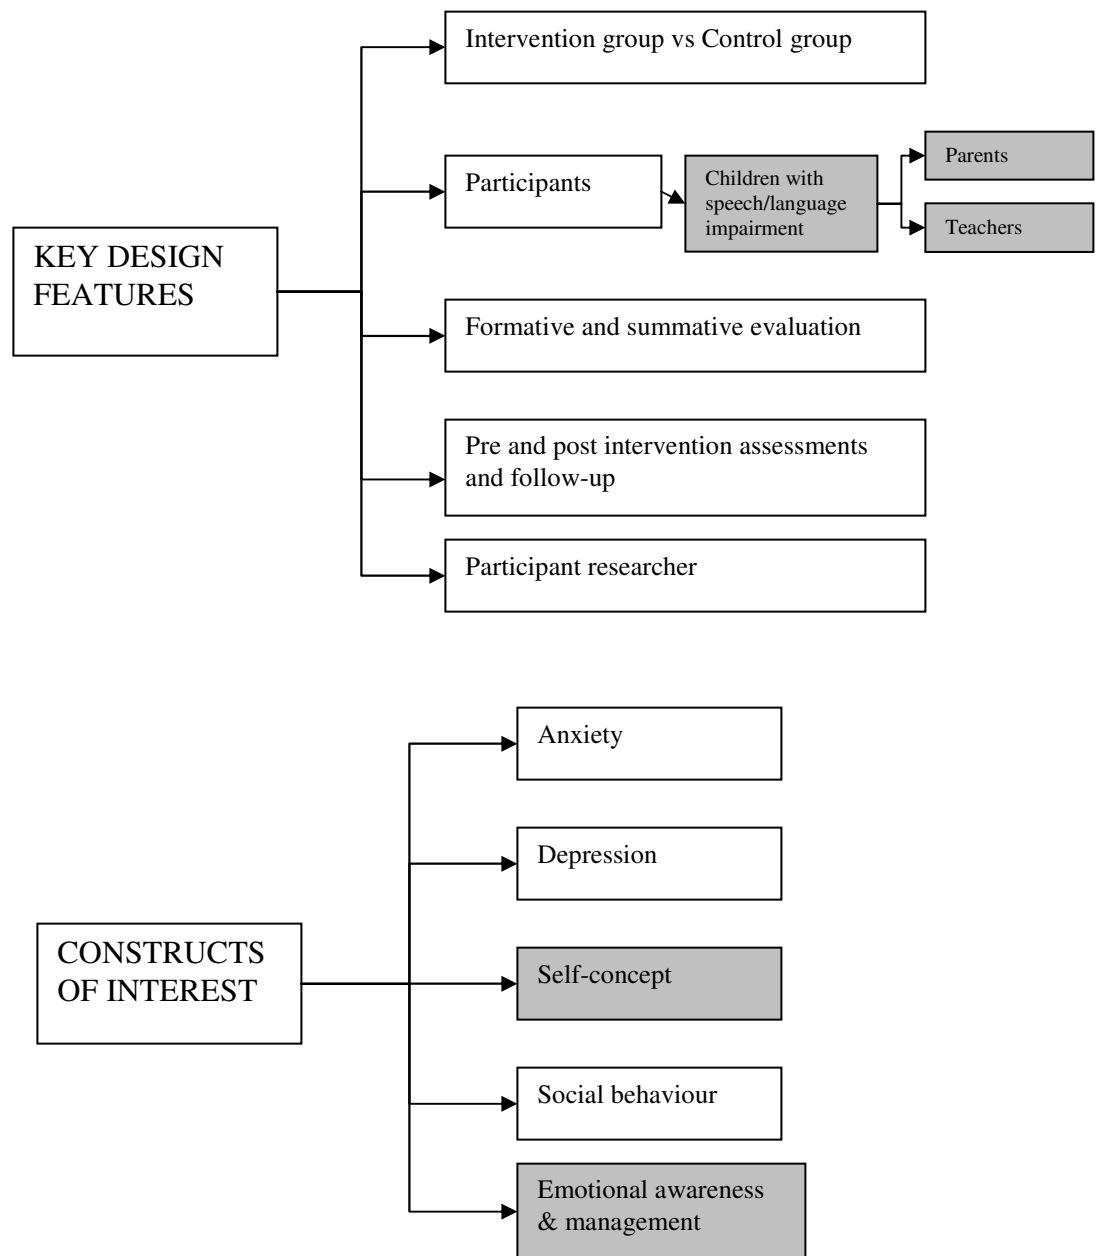 Intervention group vs Control group
Participants
Children with
speech/language
impairment
Parents
Teachers
KEY DESIGN
FEATURES
Formative and summative evaluation
Pre and post intervention assessments
and follow-up
Participant researcher
Anxiety
Depression
CONSTRUCTS
OF INTEREST
Self-concept
Social behaviour
Emotional awareness
& management